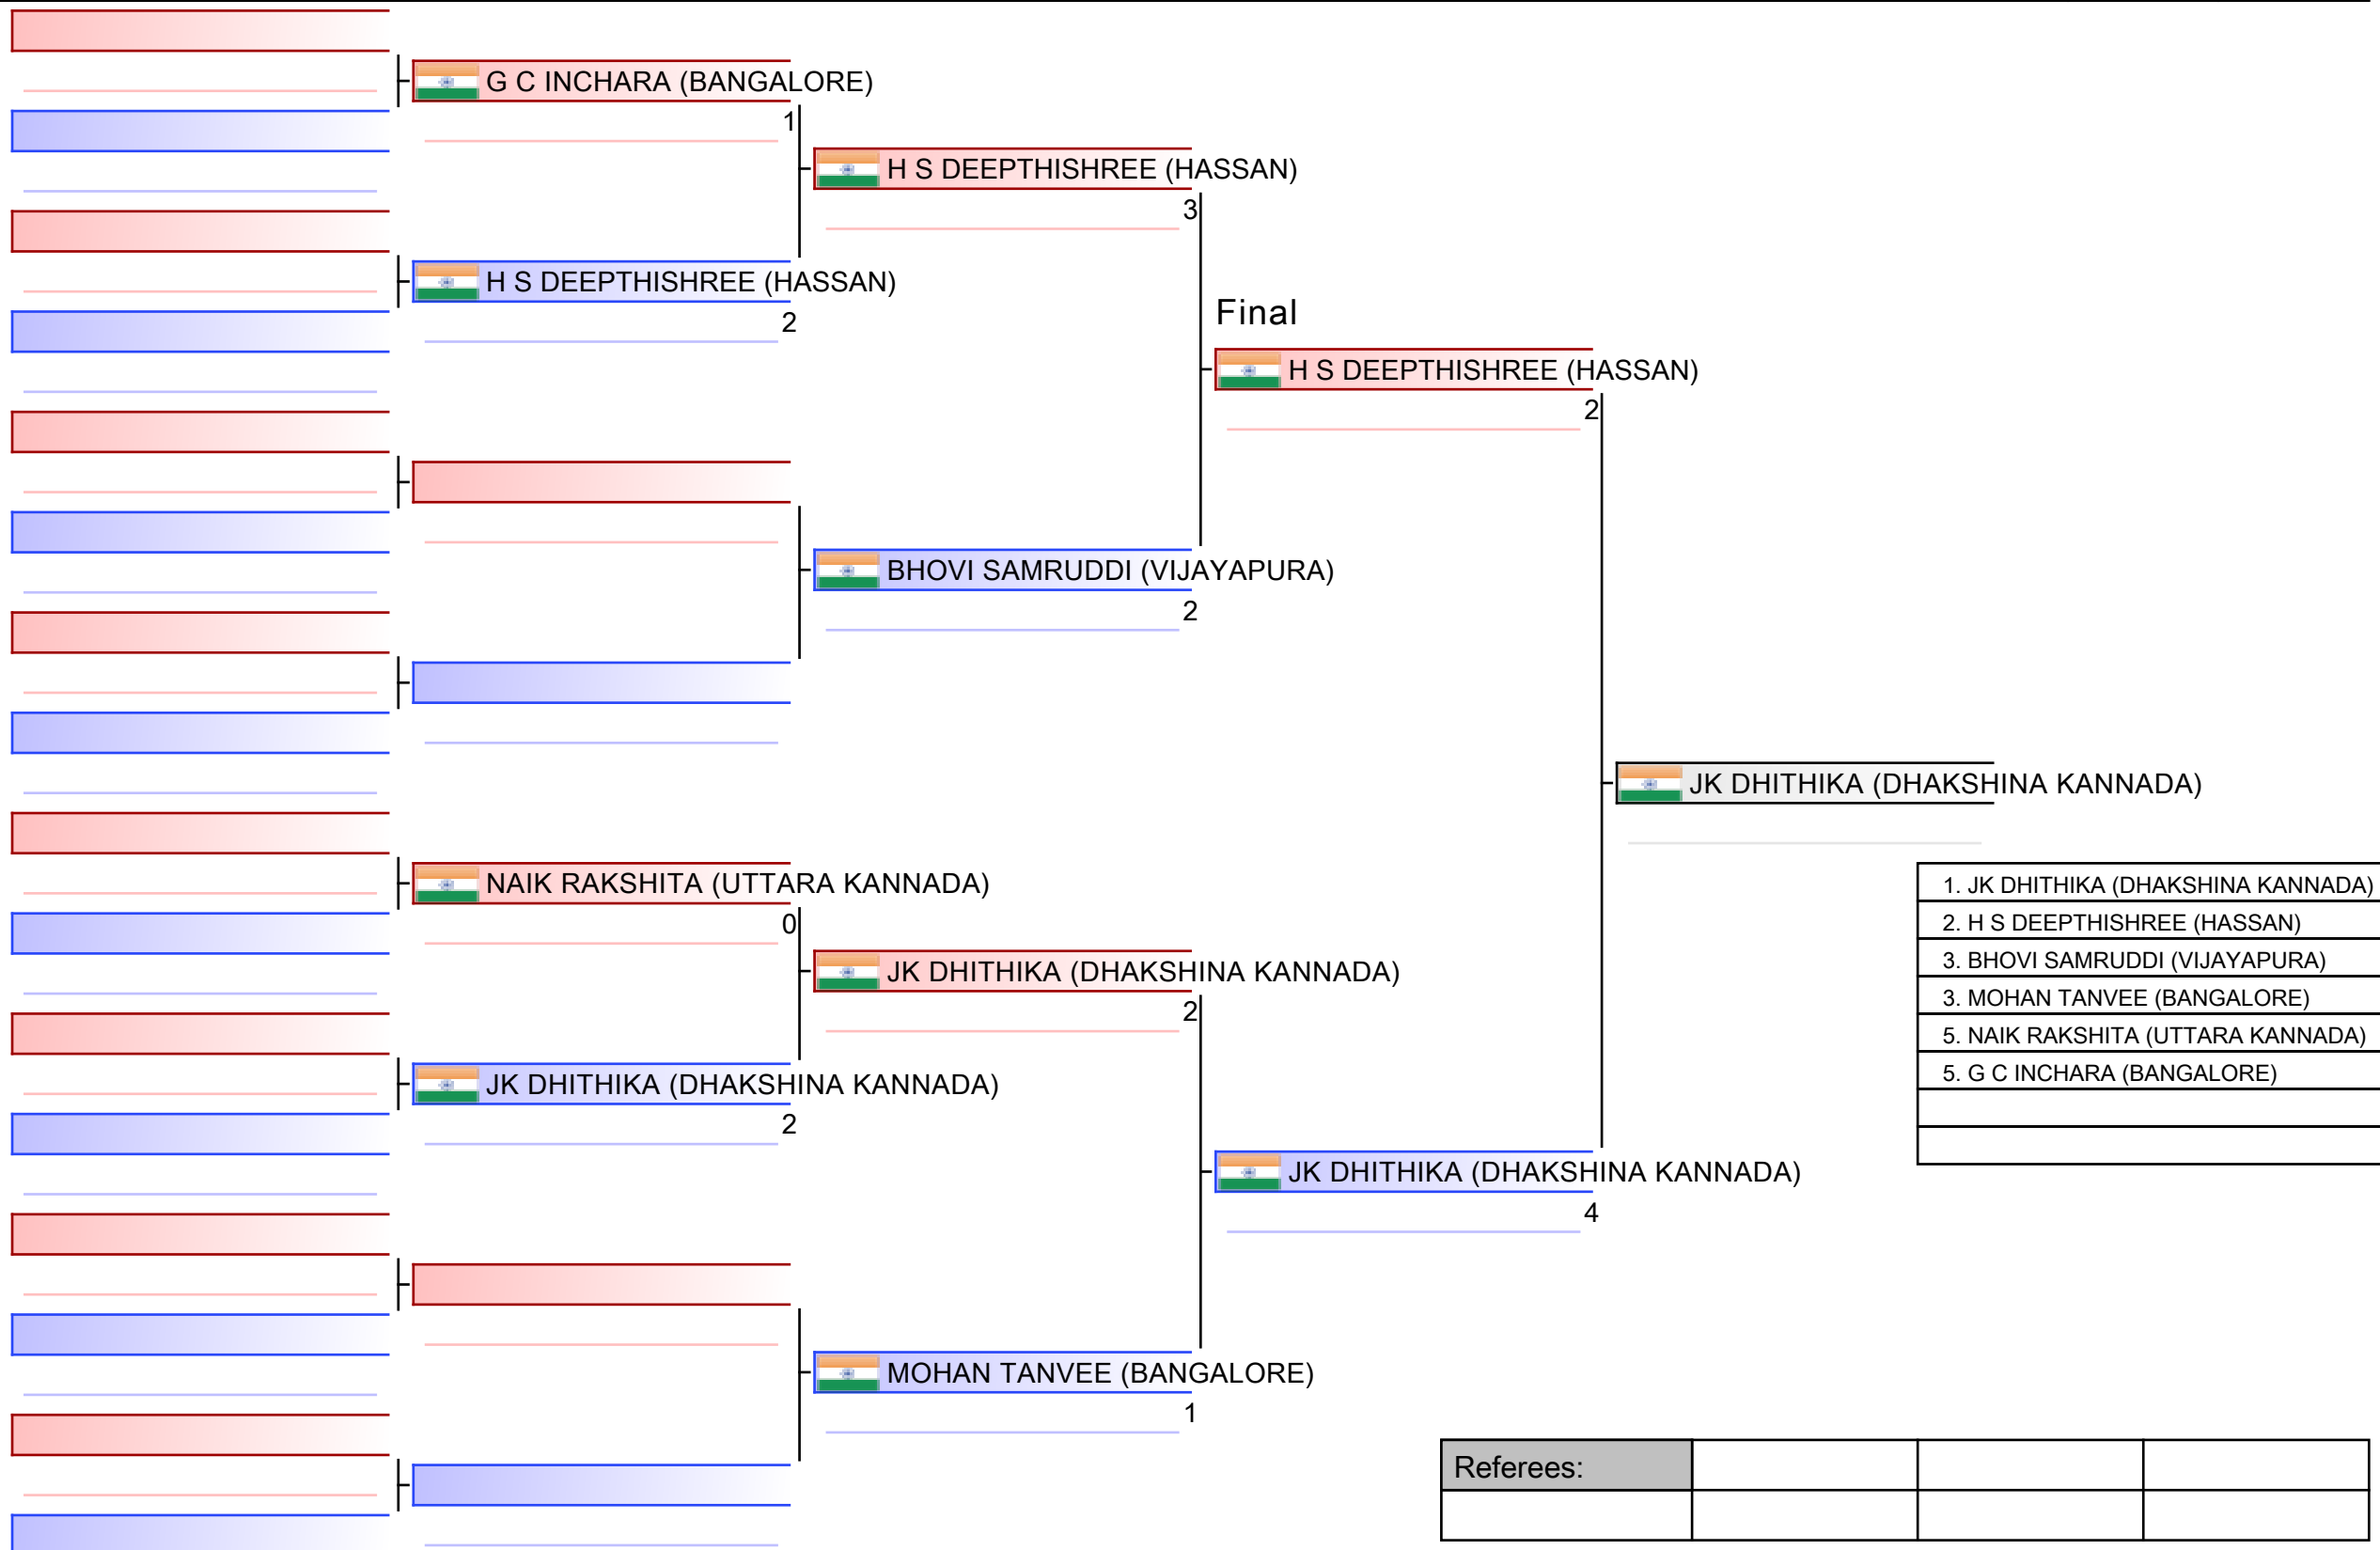 G C INCHARA (BANGALORE)
1
H S DEEPTHISHREE (HASSAN)
3
H S DEEPTHISHREE (HASSAN)
2
Final
H S DEEPTHISHREE (HASSAN)
2
BHOVI SAMRUDDI (VIJAYAPURA)
2
JK DHITHIKA (DHAKSHINA KANNADA)
NAIK RAKSHITA (UTTARA KANNADA)
0
JK DHITHIKA (DHAKSHINA KANNADA)
2
JK DHITHIKA (DHAKSHINA KANNADA)
2
JK DHITHIKA (DHAKSHINA KANNADA)
4
MOHAN TANVEE (BANGALORE)
1
1. JK DHITHIKA (DHAKSHINA KANNADA)
2. H S DEEPTHISHREE (HASSAN)
3. BHOVI SAMRUDDI (VIJAYAPURA)
3. MOHAN TANVEE (BANGALORE)
5. NAIK RAKSHITA (UTTARA KANNADA)
5. G C INCHARA (BANGALORE)
Referees: